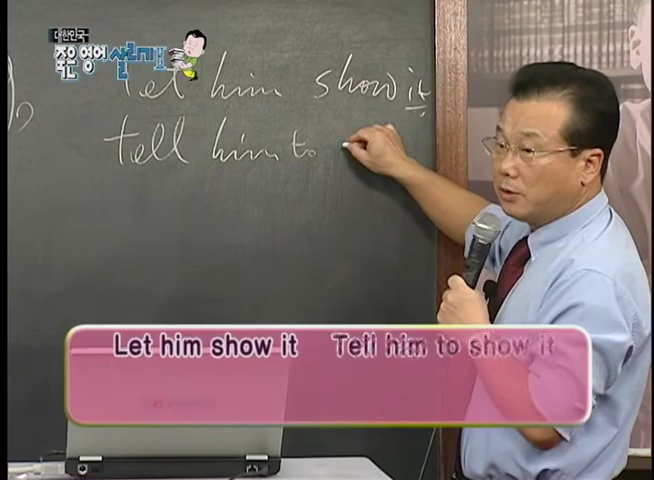 대한민국
죽은 영어 살리기
Let him show it
tell him to
Let him show it Tell him to show it